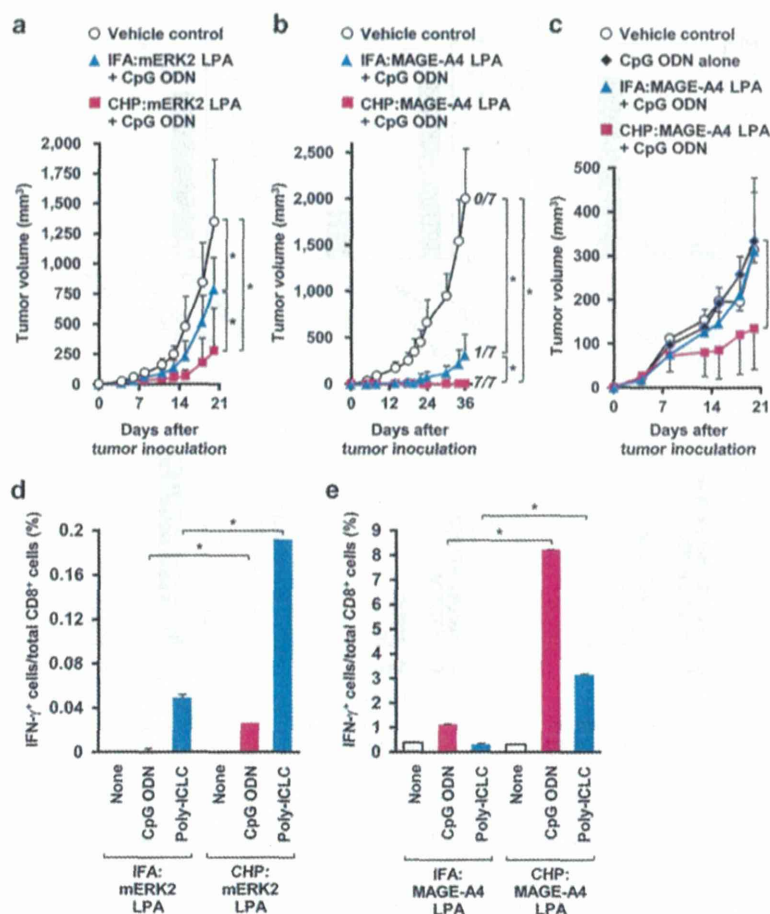 a
Vehicle control
IFA:mERK2 LPA
+ CpG ODN
CHP:mERK2 LPA
+ CpG ODN
Tumor volume (mm³)
2,000
1,750
1,500
1,250
1,000
750
500
250
0
*
*
*
0 7 14 21
Days after
tumor inoculation
b
Vehicle control
IFA:MAGE-A4 LPA
+ CpG ODN
CHP:MAGE-A4 LPA
+ CpG ODN
Tumor volume (mm³)
2,500
2,000
1,500
1,000
500
0
0/7
1/7
7/7
*
*
*
0 12 24 36
Days after
tumor inoculation
c
Vehicle control
CpG ODN alone
IFA:MAGE-A4 LPA
+ CpG ODN
CHP:MAGE-A4 LPA
+ CpG ODN
Tumor volume (mm³)
500
400
300
200
100
0
0 7 14 21
Days after
tumor inoculation
d
IFN-γ⁺ cells/total CD8⁺ cells (%)
0.2
0.16
0.12
0.08
0.04
0
*
*
None
CpG ODN
Poly-ICLC
None
CpG ODN
Poly-ICLC
IFA:
mERK2
LPA
CHP:
mERK2
LPA
e
IFN-γ⁺ cells/total CD8⁺ cells (%)
9
8
7
6
5
4
3
2
1
0
*
*
None
CpG ODN
Poly-ICLC
None
CpG ODN
Poly-ICLC
IFA:
MAGE-A4
LPA
CHP:
MAGE-A4
LPA